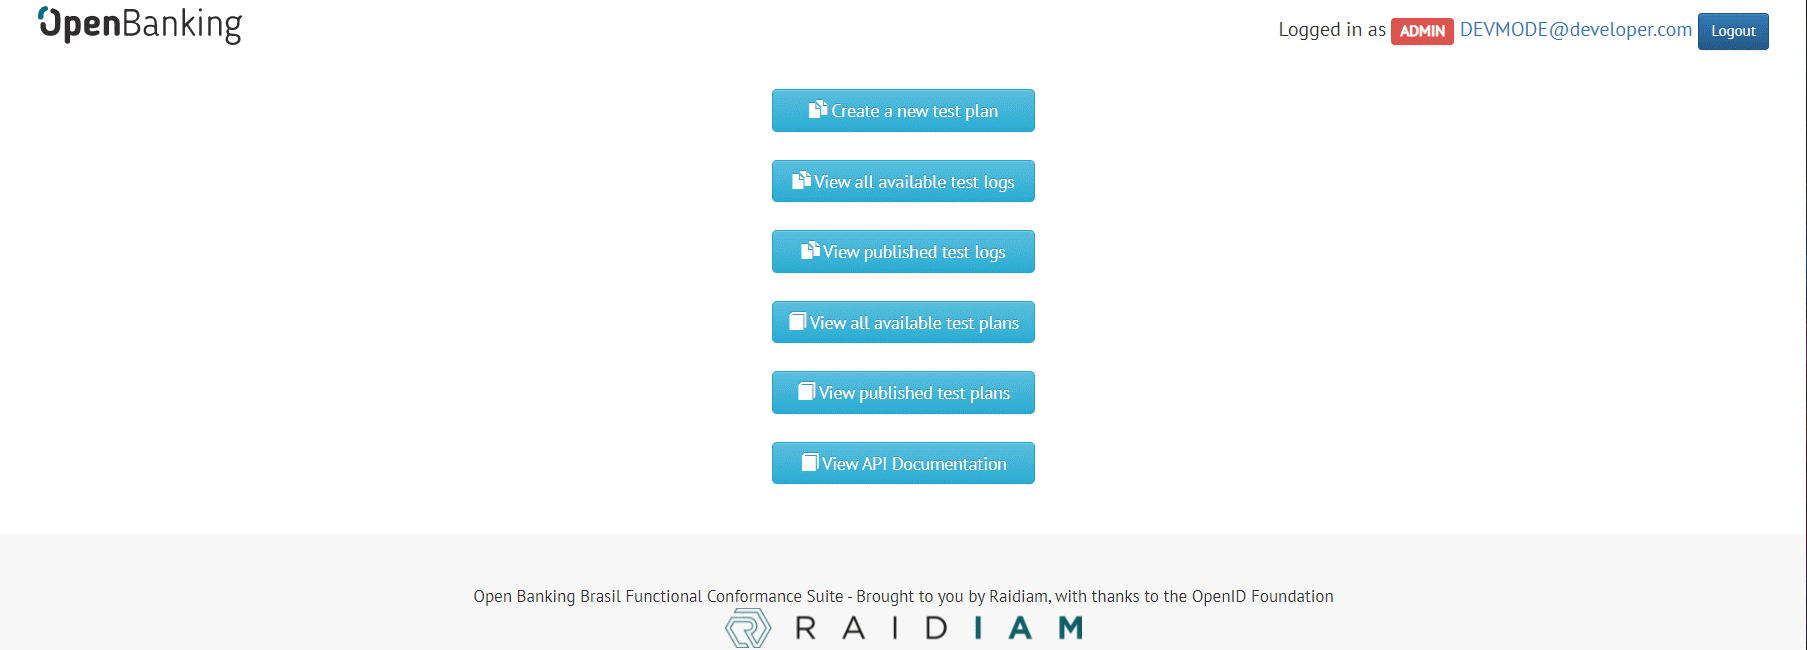 OpenBanking
Logged in as ADMIN DEVMODE@developer.com Logout
Create a new test plan
View all available test logs
View published test logs
View all available test plans
View published test plans
View API Documentation
Open Banking Brasil Functional Conformance Suite - Brought to you by Raidiam, with thanks to the OpenID Foundation
RAIDIAM